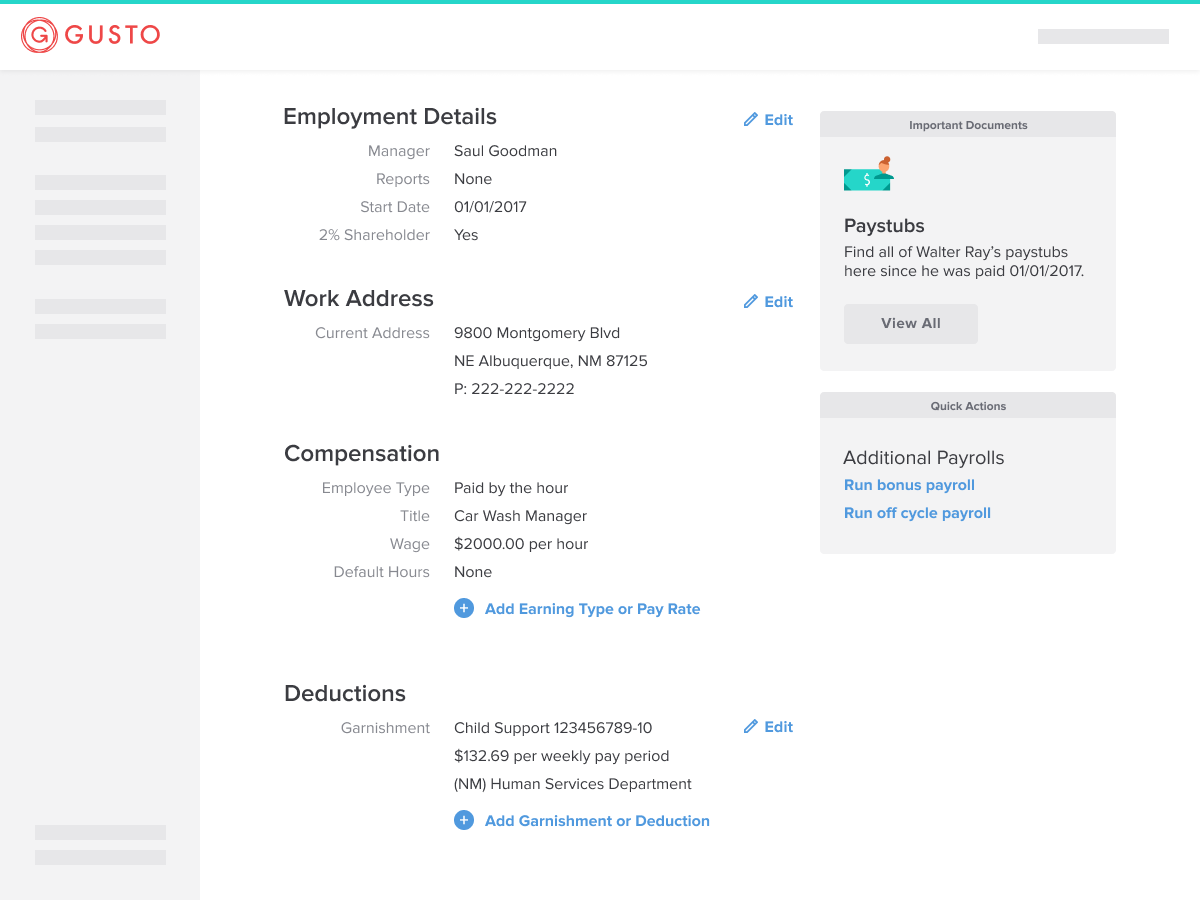 G GUSTO
Employment Details
Edit
Manager Saul Goodman
Reports None
Start Date 01/01/2017
2% Shareholder Yes
Work Address
Edit
Current Address 9800 Montgomery Blvd
NE Albuquerque, NM 87125
P: 222-222-2222
Compensation
Employee Type Paid by the hour
Title Car Wash Manager
Wage $2000.00 per hour
Default Hours None
+ Add Earning Type or Pay Rate
Deductions
Garnishment Child Support 123456789-10
Edit
$132.69 per weekly pay period
(NM) Human Services Department
+ Add Garnishment or Deduction
Important Documents
$
Paystubs
Find all of Walter Ray’s paystubs
here since he was paid 01/01/2017.
View All
Quick Actions
Additional Payrolls
Run bonus payroll
Run off cycle payroll